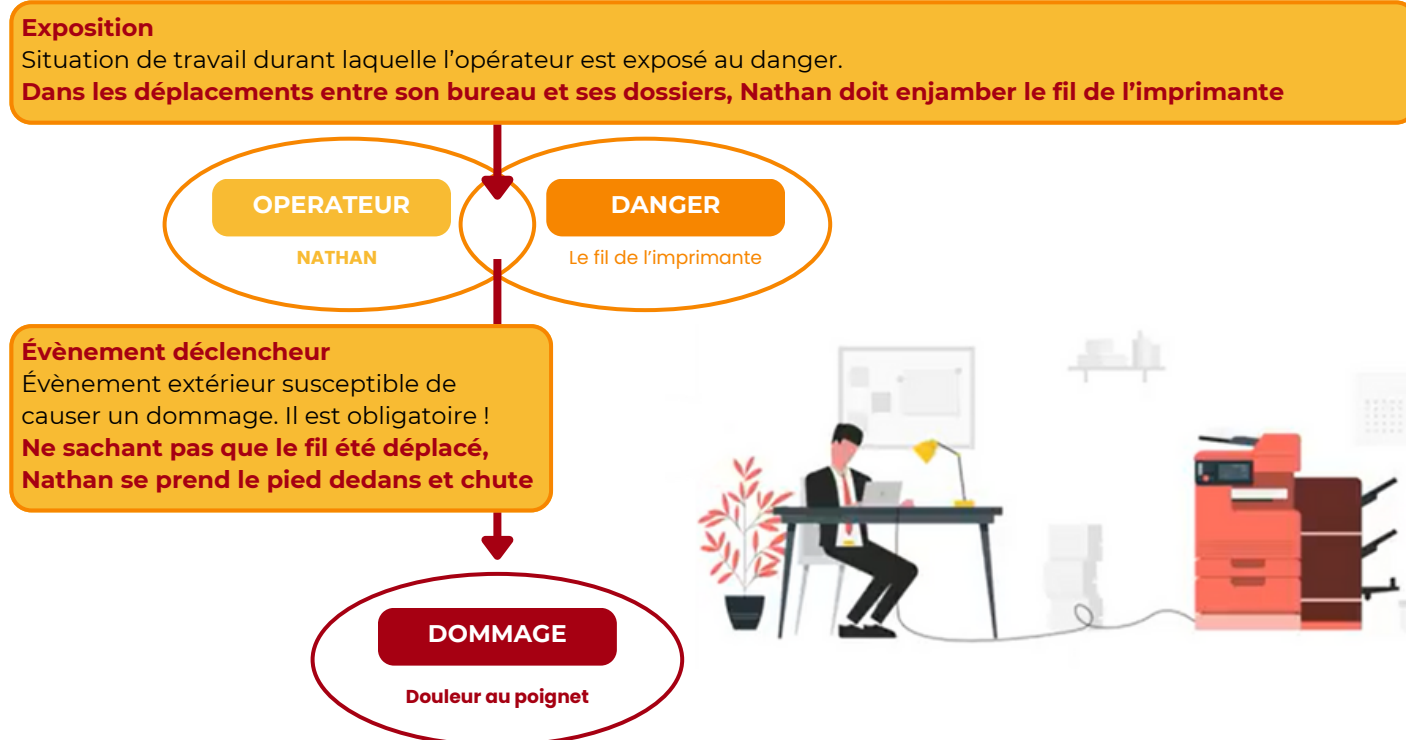 Exposition
Situation de travail durant laquelle l’opérateur est exposé au danger.
Dans les déplacements entre son bureau et ses dossiers, Nathan doit enjamber le fil de l’imprimante
OPERATEUR
NATHAN
DANGER
Le fil de l’imprimante
Évènement déclencheur
Évènement extérieur susceptible de
causer un dommage. Il est obligatoire !
Ne sachant pas que le fil été déplacé,
Nathan se prend le pied dedans et chute
DOMMAGE
Douleur au poignet